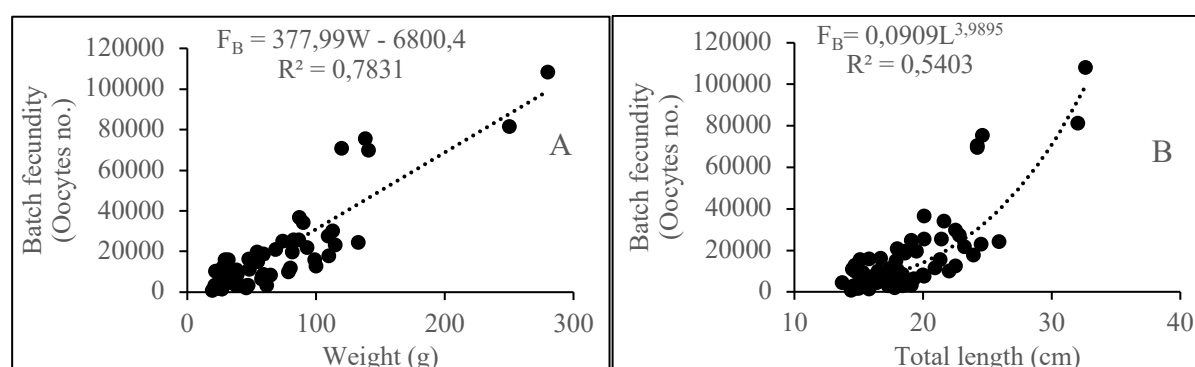 F_B = 377,99W - 6800,4
R² = 0,7831
Batch fecundity
(Oocytes no.)
120000
100000
80000
60000
40000
20000
0
0 100 200 300
Weight (g)
A
F_B= 0,0909L^3,9895
R² = 0,5403
Batch fecundity
(Oocytes no.)
120000
100000
80000
60000
40000
20000
0
10 20 30 40
Total length (cm)
B